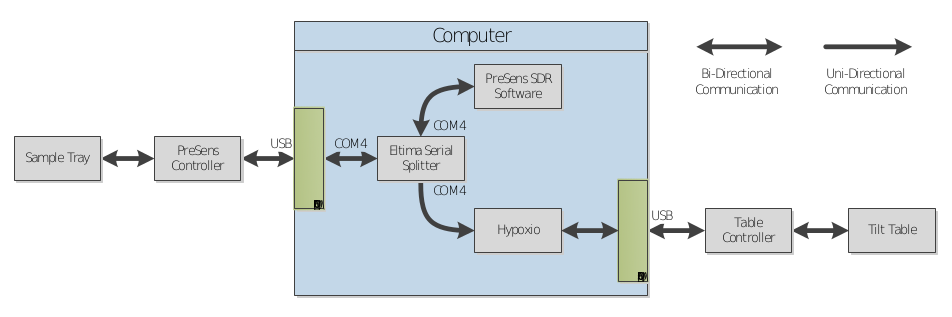 Computer
Bi-Directional
Communication
Uni-Directional
Communication
PreSens SDR
Software
COM4
Sample Tray
PreSens
Controller
USB
COM4
Eltima Serial
Splitter
COM4
Hypoxio
USB
Table
Controller
Tilt Table